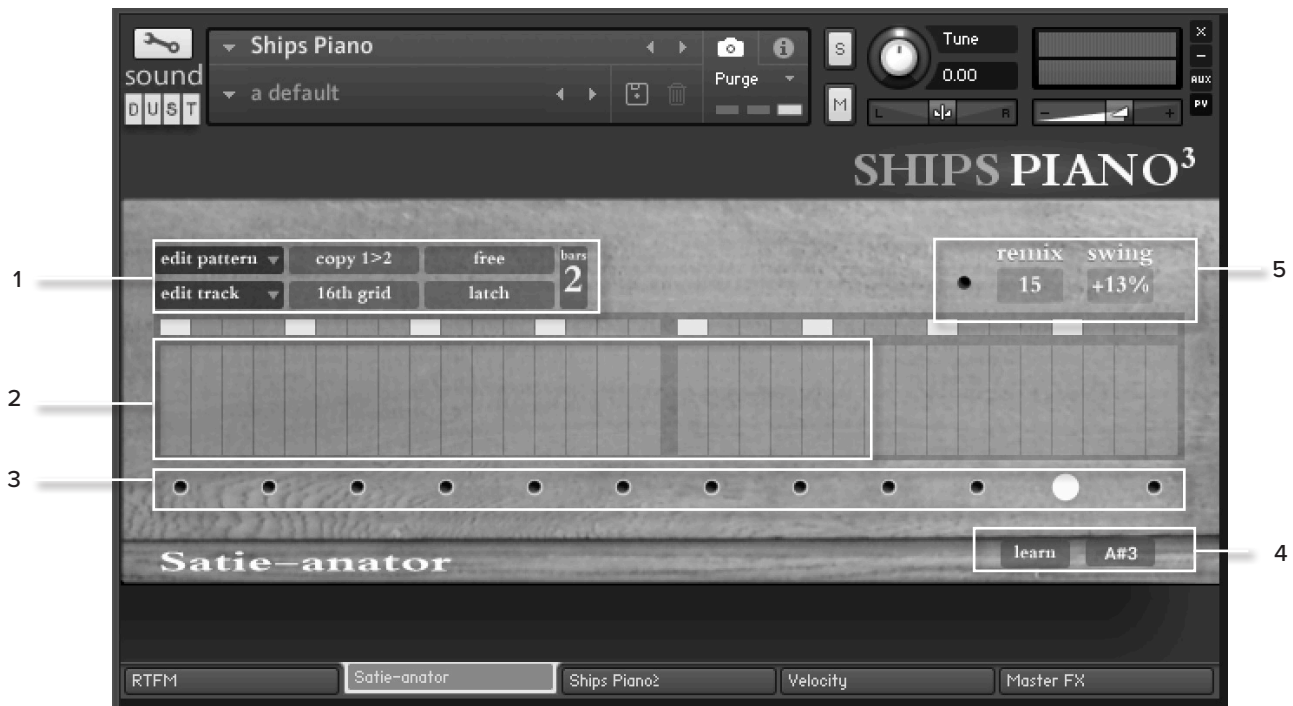 Ships Piano
sound
DUST
a default
Purge
S
M
Tune
0.00
L R
- +
x
-
AUX
PV
SHIPS PIANO³
1
edit pattern copy 1>2 free bars
edit track 16th grid latch 2
remix swing
15 +13%
5
2
3
Satie-anator
learn A#3
4
RTFM Satie-anator Ships Piano² Velocity Master FX